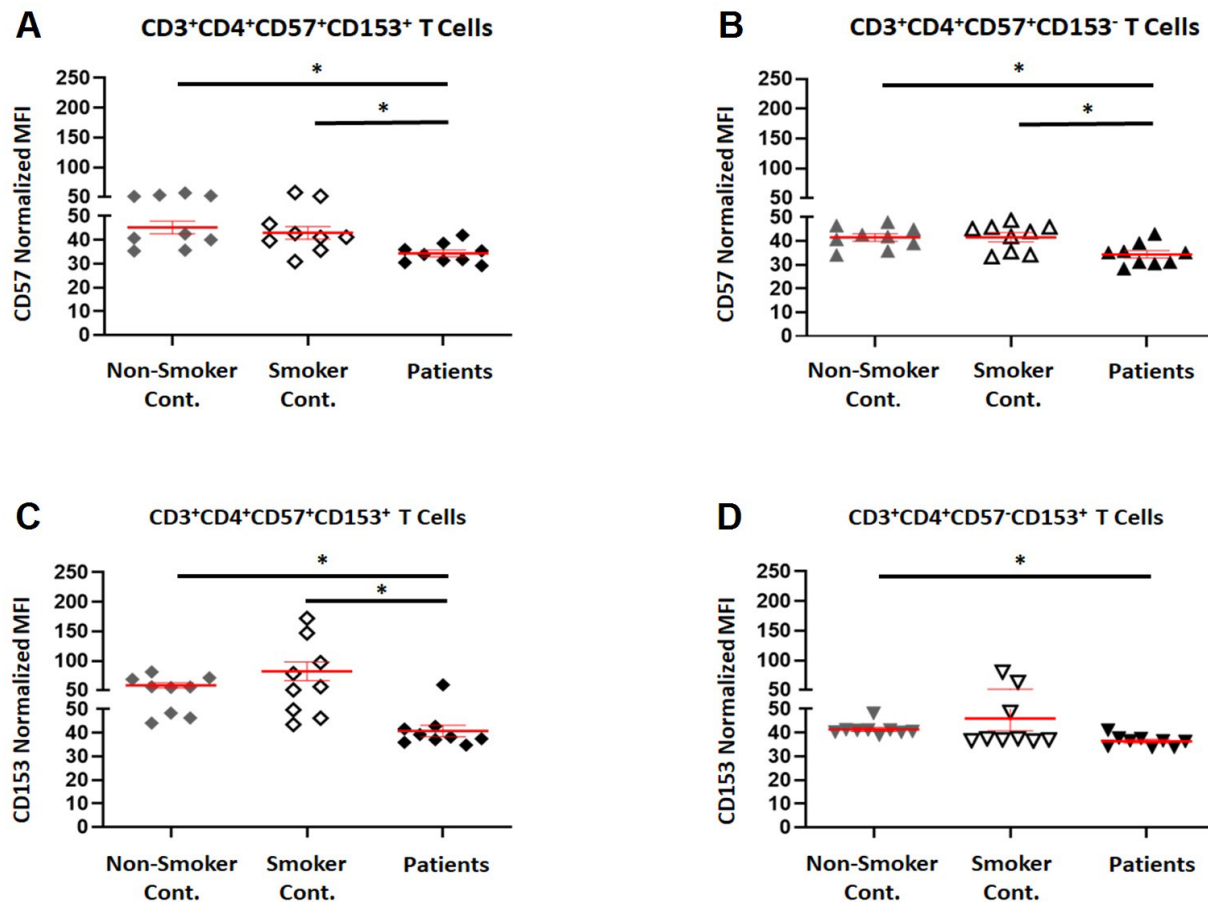 A
CD3⁺CD4⁺CD57⁺CD153⁺ T Cells
CD57 Normalized MFI
250
200
150
100
50
50
40
30
20
10
0
*
*
Non-Smoker Cont.
Smoker Cont.
Patients
B
CD3⁺CD4⁺CD57⁺CD153⁻ T Cells
CD57 Normalized MFI
250
200
150
100
50
50
40
30
20
10
0
*
*
Non-Smoker Cont.
Smoker Cont.
Patients
C
CD3⁺CD4⁺CD57⁺CD153⁺ T Cells
CD153 Normalized MFI
250
200
150
100
50
50
40
30
20
10
0
*
*
Non-Smoker Cont.
Smoker Cont.
Patients
D
CD3⁺CD4⁺CD57⁻CD153⁺ T Cells
CD153 Normalized MFI
250
200
150
100
50
50
40
30
20
10
0
*
Non-Smoker Cont.
Smoker Cont.
Patients